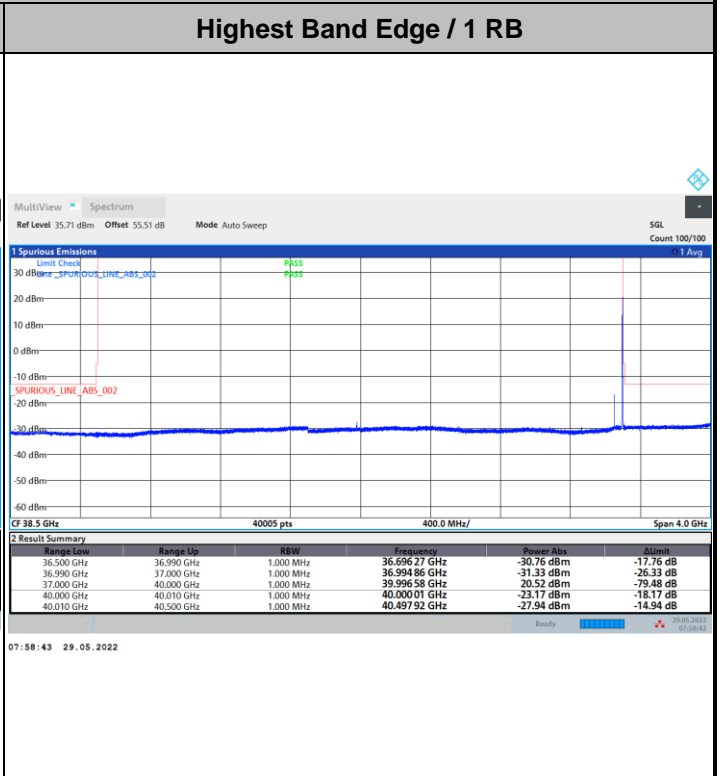 Highest Band Edge / 1 RB
MultiView Spectrum
Ref Level 35.71 dBm Offset 55.51 dB Mode Auto Sweep SGL
Count 100/100
1 Spurious Emissions 1 Avg
Limit Check PASS
30 dBm Line _SPURIOUS_LINE_ABS_002 PASS
20 dBm
10 dBm
0 dBm
-10 dBm
_SPURIOUS_LINE_ABS_002
-20 dBm
-30 dBm
-40 dBm
-50 dBm
-60 dBm
CF 38.5 GHz 40005 pts 400.0 MHz/ Span 4.0 GHz
2 Result Summary
Range Low Range Up RBW Frequency Power Abs ΔLimit
36.500 GHz 36.990 GHz 1.000 MHz 36.696 27 GHz -30.76 dBm -17.76 dB
36.990 GHz 37.000 GHz 1.000 MHz 36.994 86 GHz -31.33 dBm -26.33 dB
37.000 GHz 40.000 GHz 1.000 MHz 39.996 58 GHz 20.52 dBm -79.48 dB
40.000 GHz 40.010 GHz 1.000 MHz 40.000 01 GHz -23.17 dBm -18.17 dB
40.010 GHz 40.500 GHz 1.000 MHz 40.497 92 GHz -27.94 dBm -14.94 dB
Ready 29.05.2022
07:58:42
07:58:43 29.05.2022